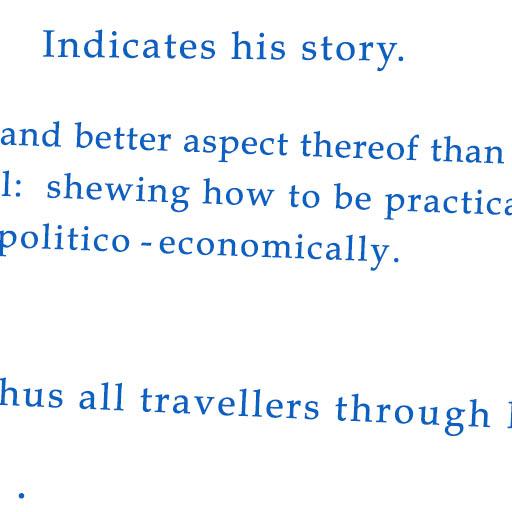 Indicates his story.
and better aspect thereof than
l: shewing how to be practica
politico - economically.
hus all travellers through
.